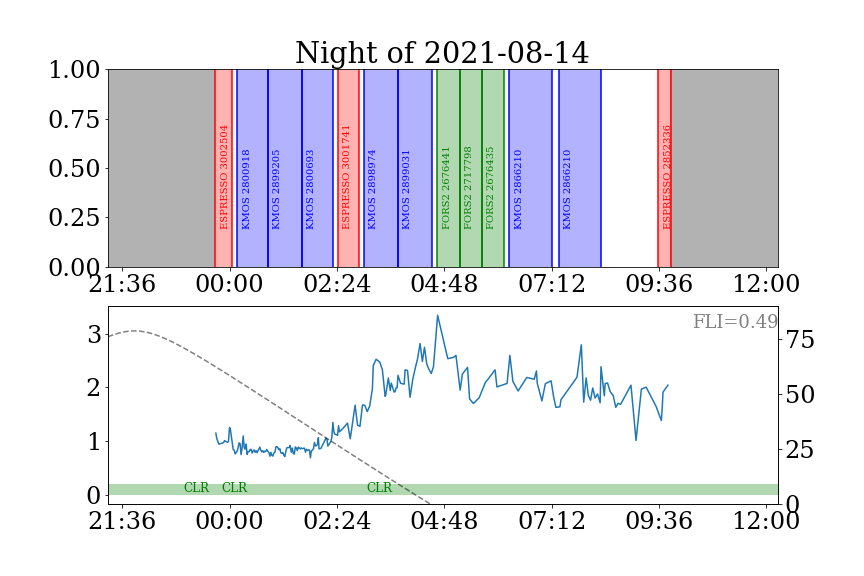 Night of 2021-08-14
1.00
0.75
0.50
0.25
0.00
ESPRESSO 3002504
KMOS 2800918
KMOS 2899205
KMOS 2800693
ESPRESSO 3001741
KMOS 2898974
KMOS 2899031
FORS2 2676441
FORS2 2717798
FORS2 2676435
KMOS 2866210
KMOS 2866210
ESPRESSO 2852336
21:36 00:00 02:24 04:48 07:12 09:36 12:00
FLI=0.49
3
2
1
0
75
50
25
0
CLR CLR CLR
21:36 00:00 02:24 04:48 07:12 09:36 12:00